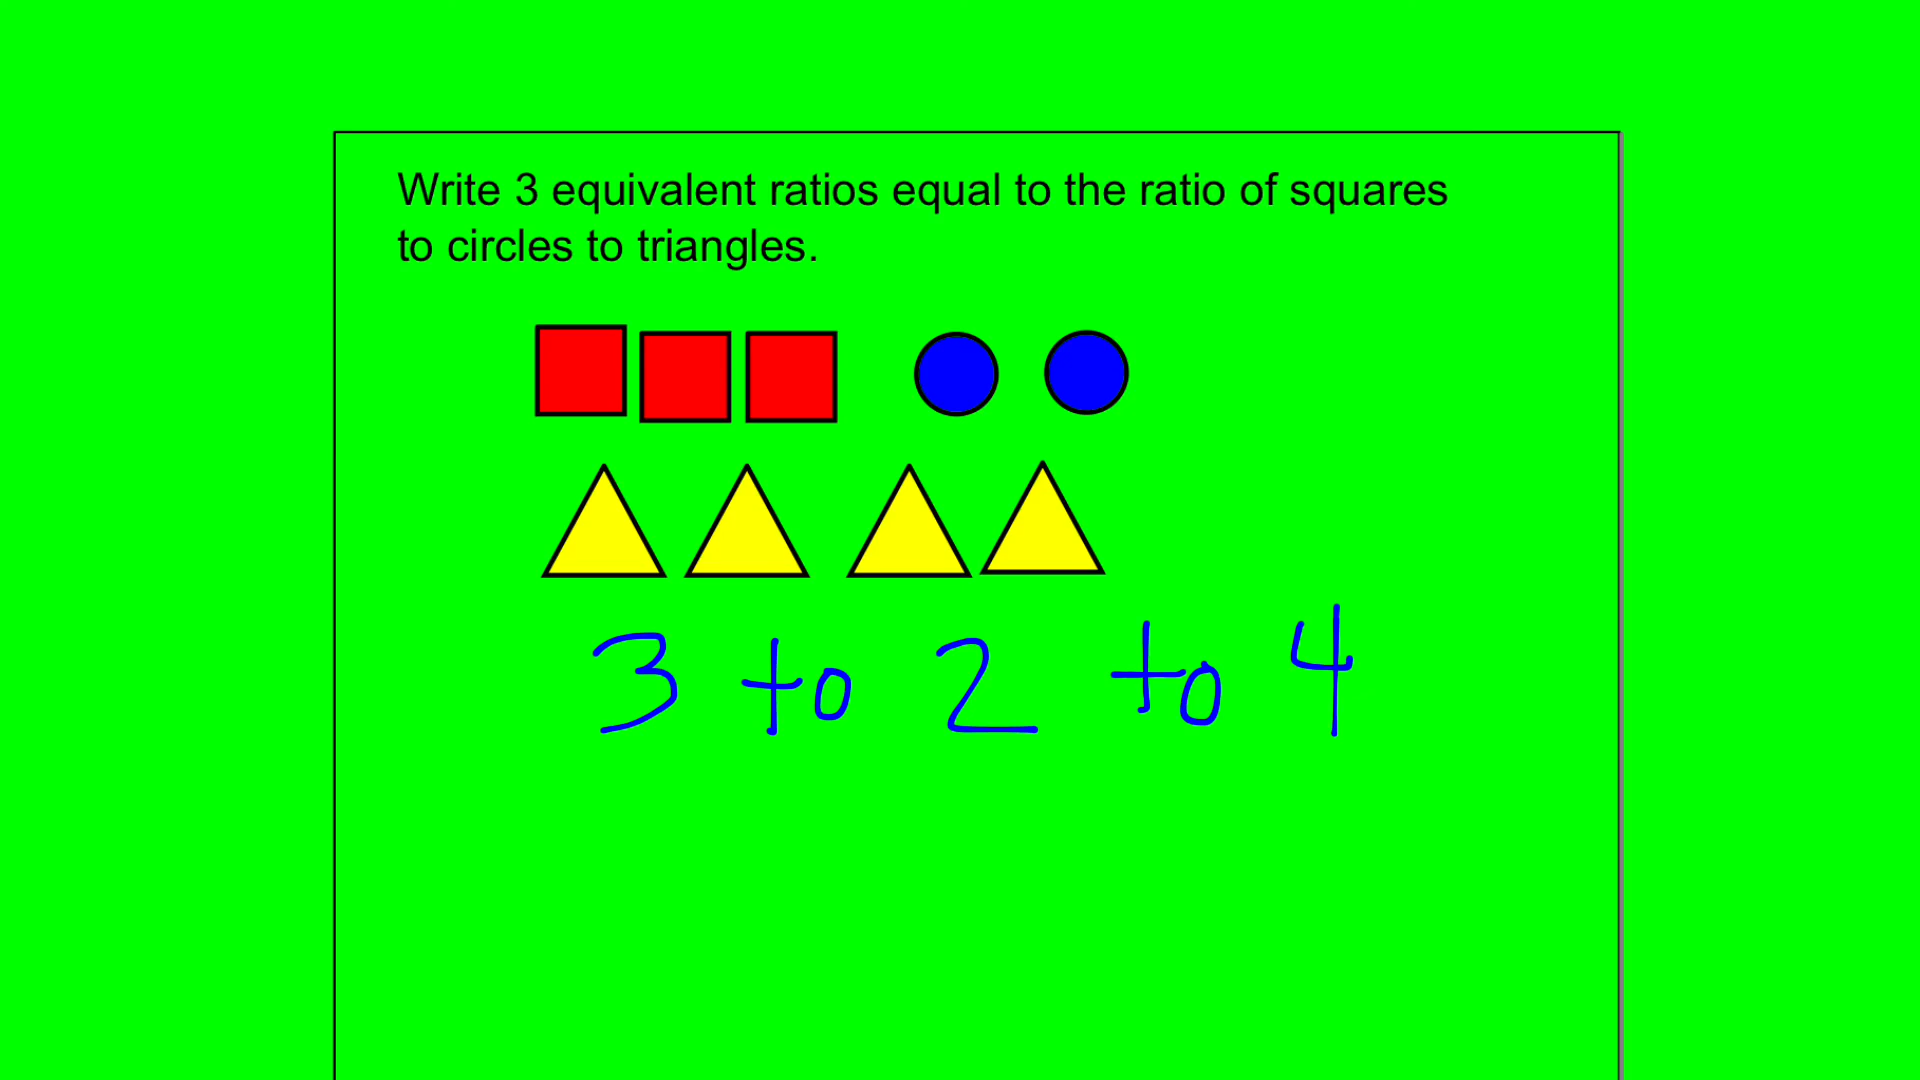 Write 3 equivalent ratios equal to the ratio of squares
to circles to triangles.
3 to 2 to 4